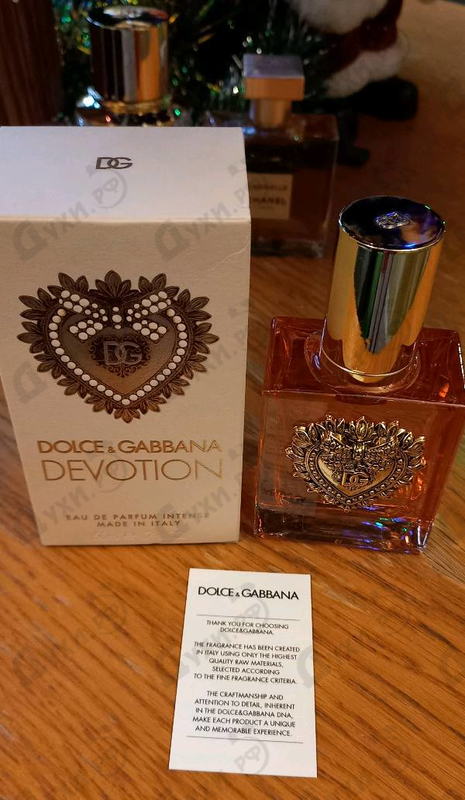 DG
DG
DOLCE & GABBANA
DEVOTION
EAU DE PARFUM INTENSE
MADE IN ITALY
CHANEL
DG
DOLCE & GABBANA
THANK YOU FOR CHOOSING
DOLCE&GABBANA.
THE FRAGRANCE HAS BEEN CREATED
IN ITALY USING ONLY THE HIGHEST
QUALITY RAW MATERIALS,
SELECTED ACCORDING
TO THE FINE FRAGRANCE CRITERIA.
THE CRAFTMANSHIP AND
ATTENTION TO DETAIL, INHERENT
IN THE DOLCE&GABBANA DNA,
MAKE EACH PRODUCT A UNIQUE
AND MEMORABLE EXPERIENCE.
Духи.рф